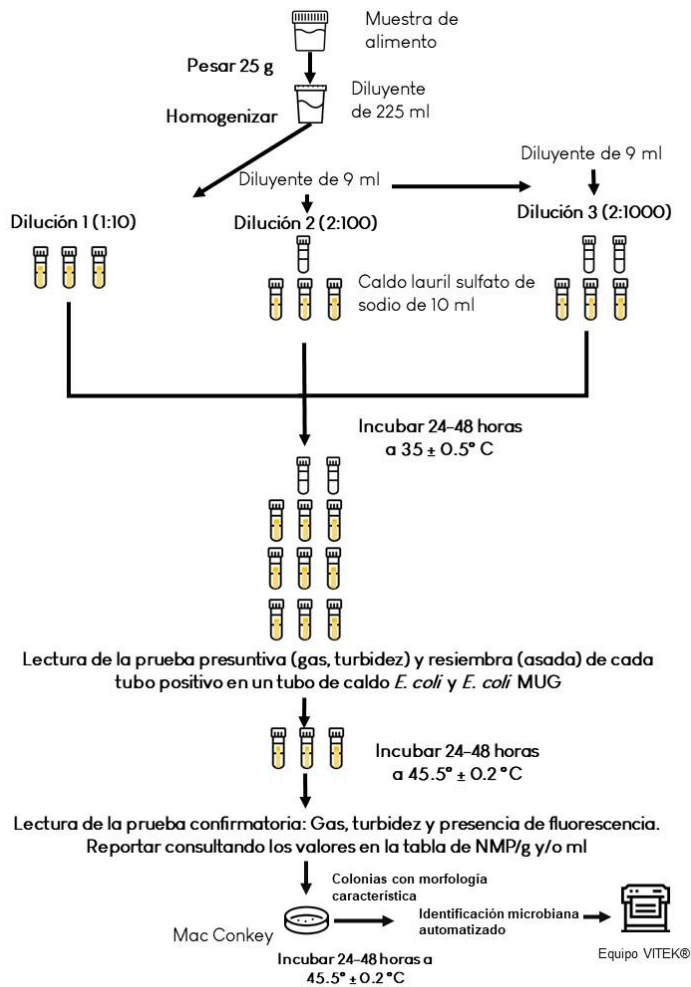 Muestra de
alimento
Pesar 25 g
Diluyente
de 225 ml
Homogenizar
Diluyente de 9 ml
Diluyente de 9 ml
Dilución 1 (1:10)
Dilución 2 (2:100)
Dilución 3 (2:1000)
Caldo lauril sulfato de
sodio de 10 ml
Incubar 24-48 horas
a 35 ± 0.5° C
Lectura de la prueba presuntiva (gas, turbidez) y resiembra (asada) de cada
tubo positivo en un tubo de caldo E. coli y E. coli MUG
Incubar 24-48 horas
a 45.5° ± 0.2 °C
Lectura de la prueba confirmatoria: Gas, turbidez y presencia de fluorescencia.
Reportar consultando los valores en la tabla de NMP/g y/o ml
Colonias con morfología
característica
Mac Conkey
Identificación microbiana
automatizado
Equipo VITEK®
Incubar 24-48 horas a
45.5° ± 0.2 °C